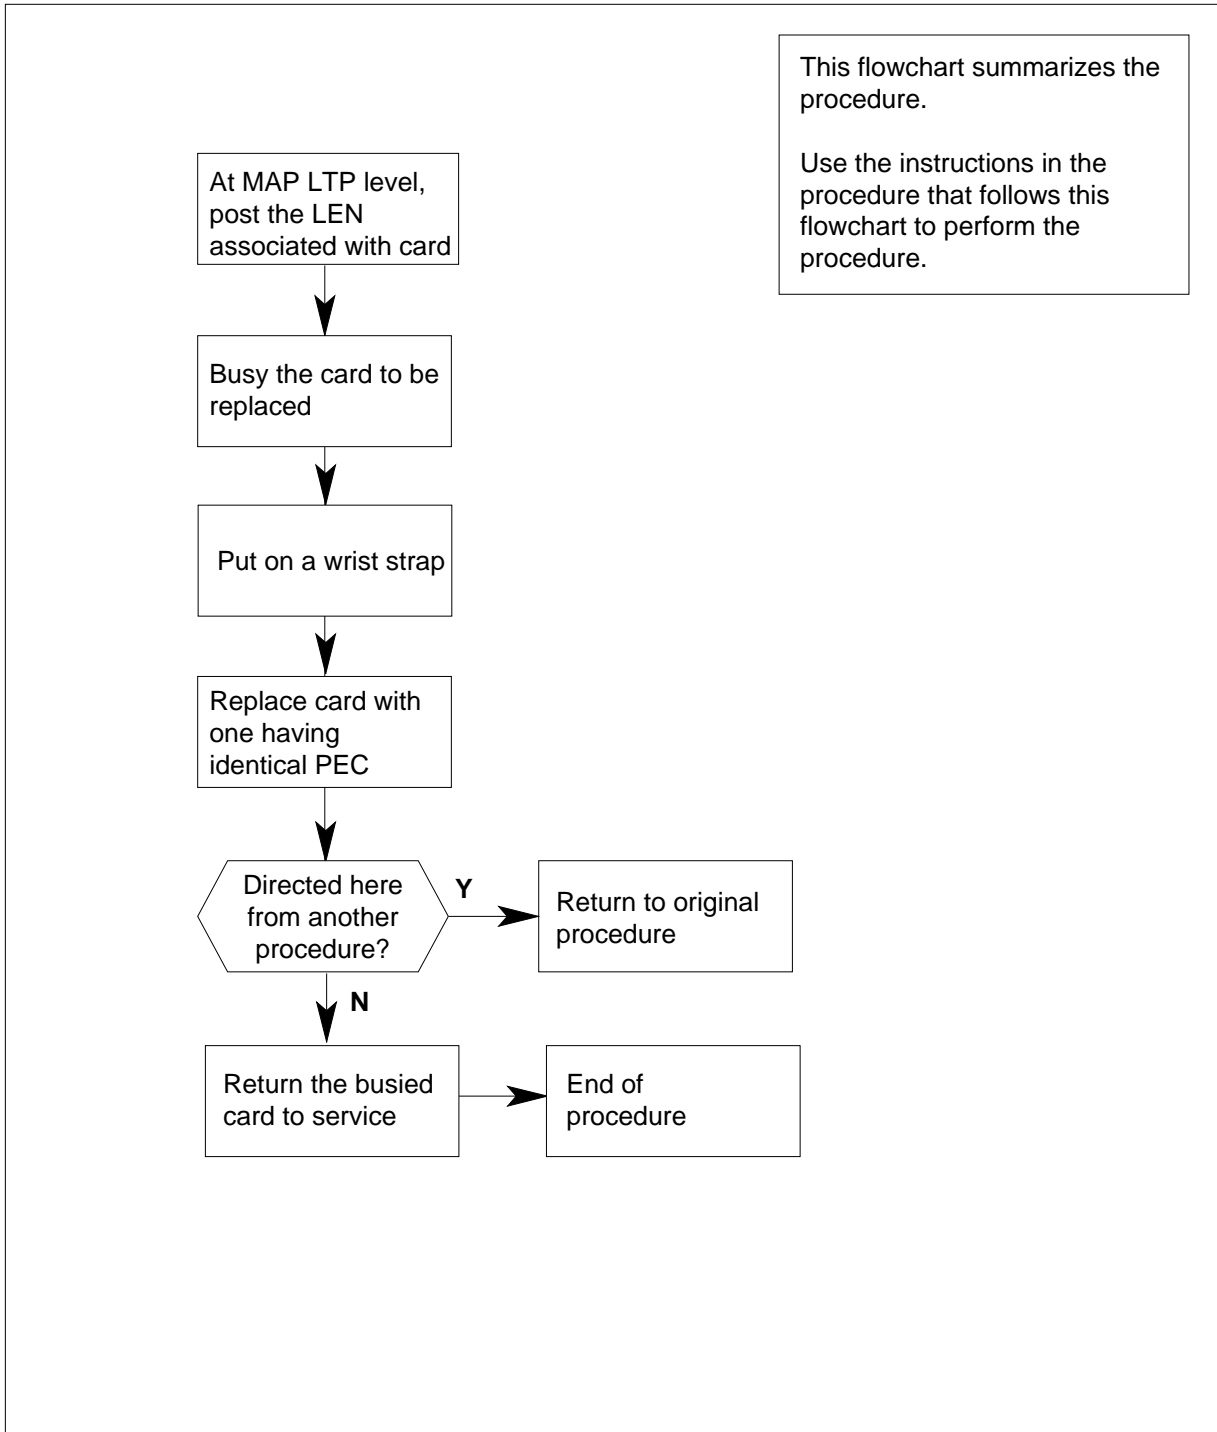 This flowchart summarizes the
procedure.
Use the instructions in the
procedure that follows this
flowchart to perform the
procedure.
At MAP LTP level,
post the LEN
associated with card
Busy the card to be
replaced
Put on a wrist strap
Replace card with
one having
identical PEC
Directed here
from another
procedure?
Y
Return to original
procedure
N
Return the busied
card to service
End of
procedure